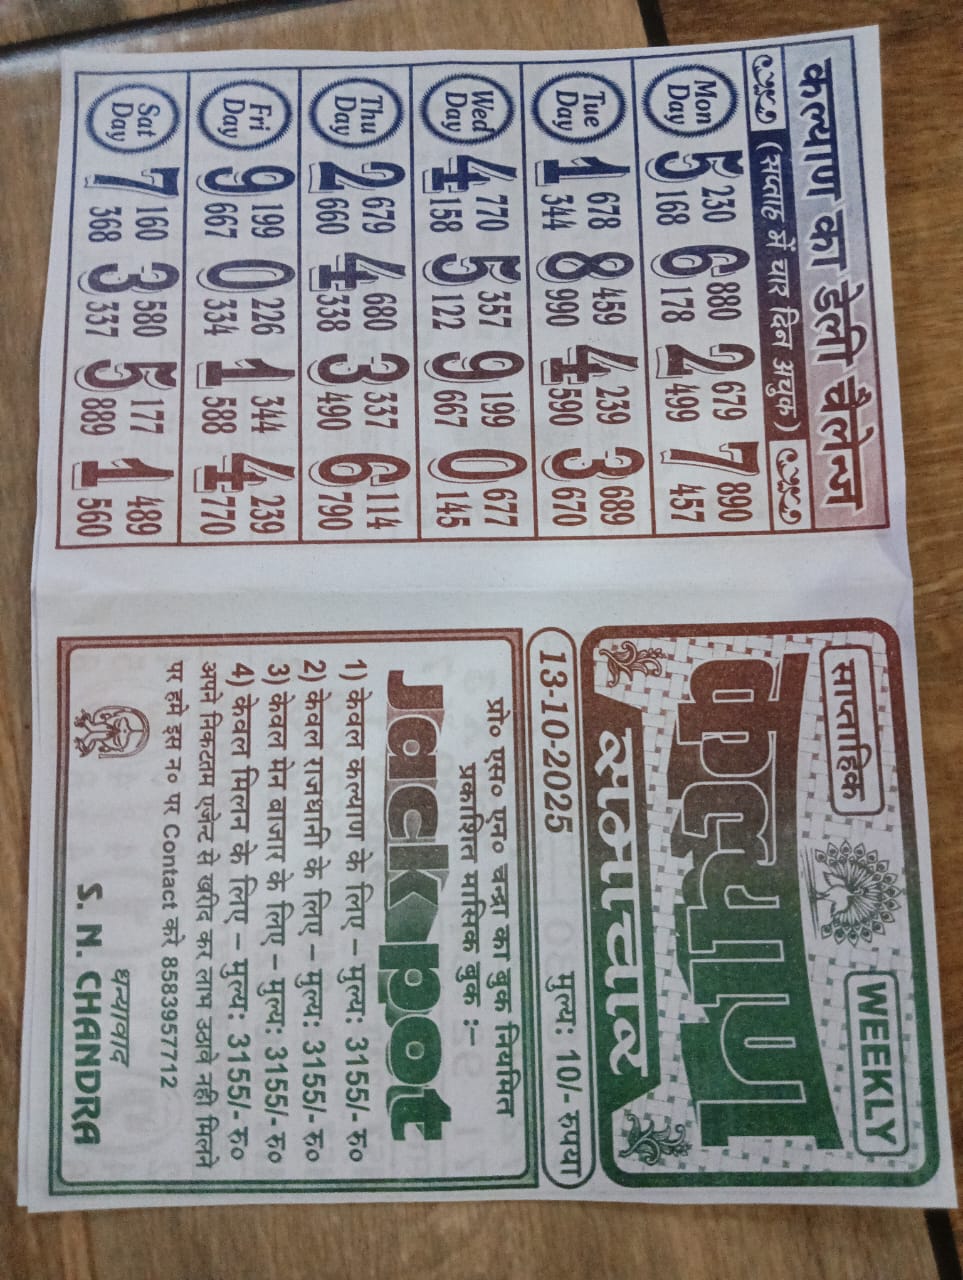 कल्याण का डेली चैलेन्ज
(सप्ताह में चार दिन अचुक)
Mon Day 5 230 168 6 880 178 2 679 499 7 890 457
Tue Day 1 678 344 8 459 990 4 239 590 3 689 670
Wed Day 4 770 158 5 357 122 9 199 667 0 677 145
Thu Day 2 679 660 4 680 338 3 337 490 6 114 790
Fri Day 9 199 667 0 226 334 1 344 588 4 239 770
Sat Day 7 160 368 3 580 337 5 177 889 1 489 560
साप्ताहिक
WEEKLY
कल्याण
समाचार
13-10-2025 मुल्य: 10/- रुपया
प्रो० एस० एन० चन्द्रा का बुक नियमित
प्रकाशित मासिक बुक :–
Jackpot
1) केवल कल्याण के लिए – मुल्य: 3155/- रु०
2) केवल राजधानी के लिए – मुल्य: 3155/- रु०
3) केवल मेन बाजार के लिए – मुल्य: 3155/- रु०
4) केवल मिलन के लिए – मुल्य: 3155/- रु०
अपने निकटतम एजेन्ट से खरीद कर लाभ उठावे नहीं मिलने
पर हमें इस न० पर Contact करे 8583957712
धन्यवाद
S. N. CHANDRA